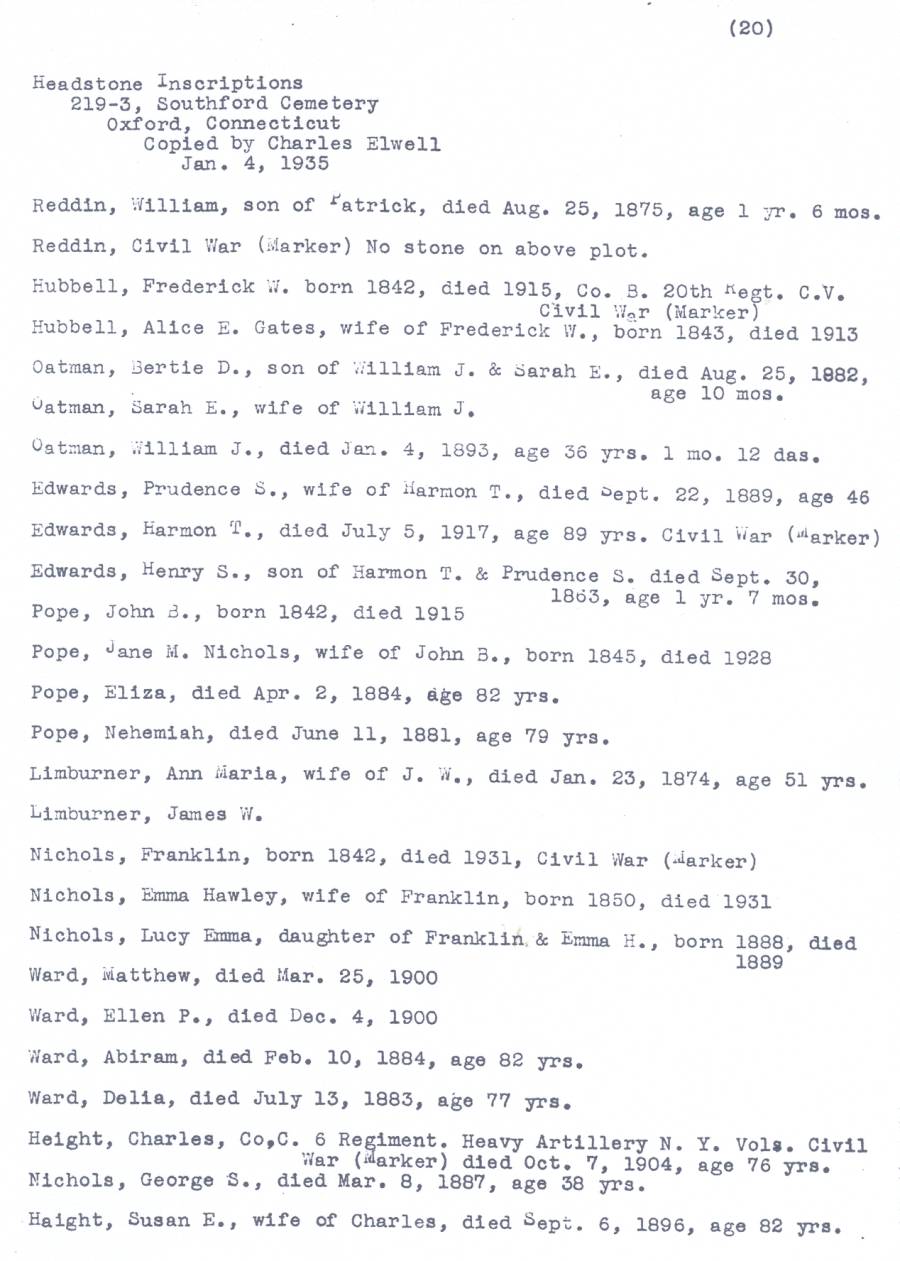 (20)
Headstone Inscriptions
219-3, Southford Cemetery
Oxford, Connecticut
Copied by Charles Elwell
Jan. 4, 1935
Reddin, William, son of Patrick, died Aug. 25, 1875, age 1 yr. 6 mos.
Reddin, Civil War (Marker) No stone on above plot.
Hubbell, Frederick W. born 1842, died 1915, Co. B. 20th Regt. C.V.
Civil War (Marker)
Hubbell, Alice E. Gates, wife of Frederick W., born 1843, died 1913
Oatman, Bertie D., son of William J. & Sarah E., died Aug. 25, 1882,
age 10 mos.
Oatman, Sarah E., wife of William J.
Oatman, William J., died Jan. 4, 1893, age 36 yrs. 1 mo. 12 das.
Edwards, Prudence S., wife of Harmon T., died Sept. 22, 1889, age 46
Edwards, Harmon T., died July 5, 1917, age 89 yrs. Civil War (Marker)
Edwards, Henry S., son of Harmon T. & Prudence S. died Sept. 30,
1863, age 1 yr. 7 mos.
Pope, John B., born 1842, died 1915
Pope, Jane M. Nichols, wife of John B., born 1845, died 1928
Pope, Eliza, died Apr. 2, 1884, age 82 yrs.
Pope, Nehemiah, died June 11, 1881, age 79 yrs.
Limburner, Ann Maria, wife of J. W., died Jan. 23, 1874, age 51 yrs.
Limburner, James W.
Nichols, Franklin, born 1842, died 1931, Civil War (Marker)
Nichols, Emma Hawley, wife of Franklin, born 1850, died 1931
Nichols, Lucy Emma, daughter of Franklin & Emma H., born 1888, died
1889
Ward, Matthew, died Mar. 25, 1900
Ward, Ellen P., died Dec. 4, 1900
Ward, Abiram, died Feb. 10, 1884, age 82 yrs.
Ward, Delia, died July 13, 1883, age 77 yrs.
Height, Charles, Co,C. 6 Regiment. Heavy Artillery N. Y. Vols. Civil
War (Marker) died Oct. 7, 1904, age 76 yrs.
Nichols, George S., died Mar. 8, 1887, age 38 yrs.
Haight, Susan E., wife of Charles, died Sept. 6, 1896, age 82 yrs.